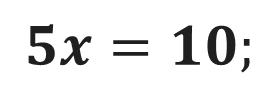 5x = 10;